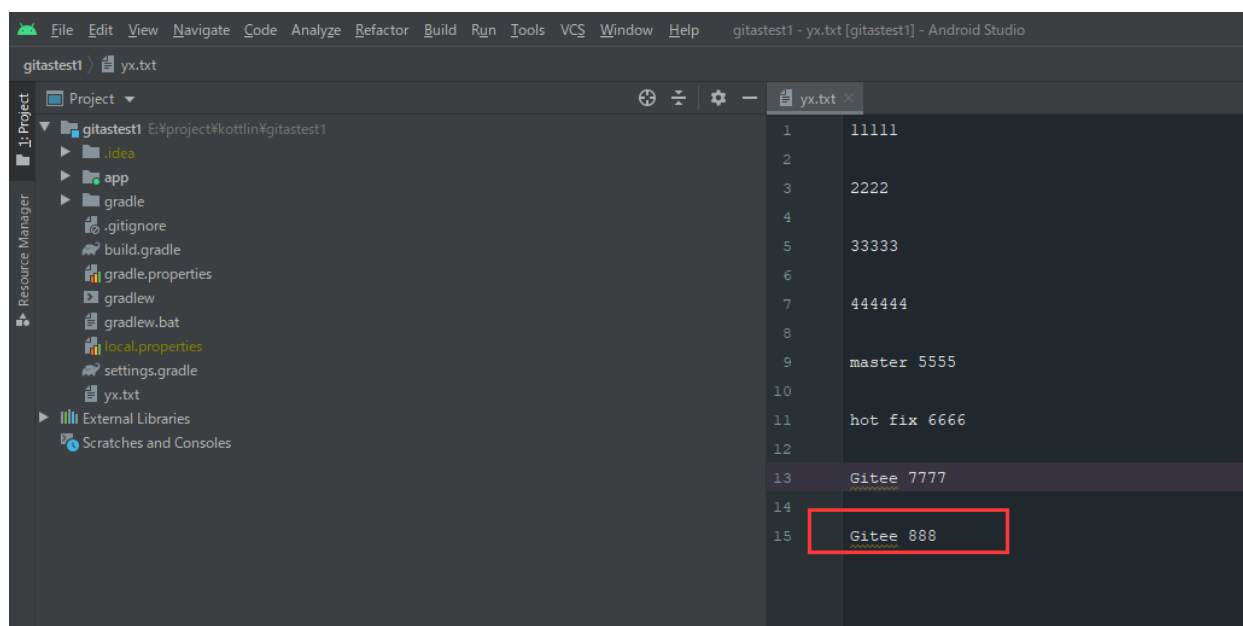 File Edit View Navigate Code Analyze Refactor Build Run Tools VCS Window Help gitastest1 - yx.txt [gitastest1] - Android Studio
gitastest1 〉 yx.txt
1: Project
Resource Manager
Project
gitastest1 E:¥project¥kottlin¥gitastest1
.idea
app
gradle
.gitignore
build.gradle
gradle.properties
gradlew
gradlew.bat
local.properties
settings.gradle
yx.txt
External Libraries
Scratches and Consoles
yx.txt ×
1 11111
2
3 2222
4
5 33333
6
7 444444
8
9 master 5555
10
11 hot fix 6666
12
13 Gitee 7777
14
15 Gitee 888